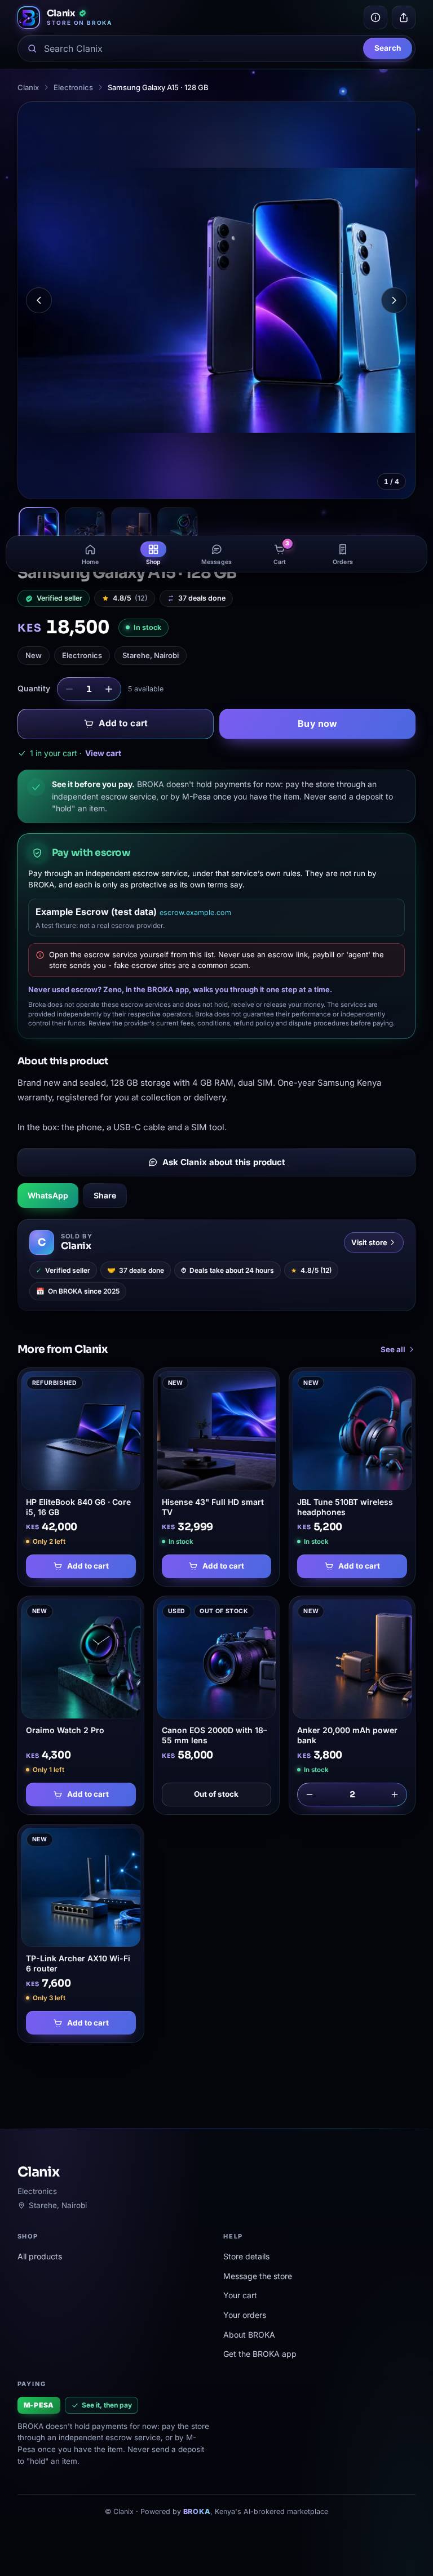 Clanix
STORE ON BROKA
Search Clanix
Search
Clanix > Electronics > Samsung Galaxy A15 · 128 GB
1 / 4
Home
Shop
Messages
3
Cart
Orders
Samsung Galaxy A15 · 128 GB
Verified seller
4.8/5 (12)
37 deals done
KES 18,500
In stock
New
Electronics
Starehe, Nairobi
Quantity
1
5 available
Add to cart
Buy now
1 in your cart · View cart
See it before you pay. BROKA doesn't hold payments for now: pay the store through an
independent escrow service, or by M-Pesa once you have the item. Never send a deposit to
"hold" an item.
Pay with escrow
Pay through an independent escrow service, under that service's own rules. They are not run by
BROKA, and each is only as protective as its own terms say.
Example Escrow (test data) escrow.example.com
A test fixture: not a real escrow provider.
Open the escrow service yourself from this list. Never use an escrow link, paybill or 'agent' the
store sends you - fake escrow sites are a common scam.
Never used escrow? Zeno, in the BROKA app, walks you through it one step at a time.
Broka does not operate these escrow services and does not hold, receive or release your money. The services are
provided independently by their respective operators. Broka does not guarantee their performance or independently
control their funds. Review the provider's current fees, conditions, refund policy and dispute procedures before paying.
About this product
Brand new and sealed, 128 GB storage with 4 GB RAM, dual SIM. One-year Samsung Kenya
warranty, registered for you at collection or delivery.
In the box: the phone, a USB-C cable and a SIM tool.
Ask Clanix about this product
WhatsApp
Share
C
SOLD BY
Clanix
Visit store >
✓ Verified seller
37 deals done
Deals take about 24 hours
★ 4.8/5 (12)
On BROKA since 2025
More from Clanix
See all >
REFURBISHED
HP EliteBook 840 G6 · Core
i5, 16 GB
KES 42,000
Only 2 left
Add to cart
NEW
Hisense 43" Full HD smart
TV
KES 32,999
In stock
Add to cart
NEW
JBL Tune 510BT wireless
headphones
KES 5,200
In stock
Add to cart
NEW
Oraimo Watch 2 Pro
KES 4,300
Only 1 left
Add to cart
USED
OUT OF STOCK
Canon EOS 2000D with 18–
55 mm lens
KES 58,000
Out of stock
NEW
Anker 20,000 mAh power
bank
KES 3,800
In stock
− 2 +
NEW
TP-Link Archer AX10 Wi-Fi
6 router
KES 7,600
Only 3 left
Add to cart
Clanix
Electronics
Starehe, Nairobi
SHOP
All products
HELP
Store details
Message the store
Your cart
Your orders
About BROKA
Get the BROKA app
PAYING
M-PESA
See it, then pay
BROKA doesn't hold payments for now: pay the store
through an independent escrow service, or by M-
Pesa once you have the item. Never send a deposit
to "hold" an item.
© Clanix · Powered by BROKA, Kenya's AI-brokered marketplace